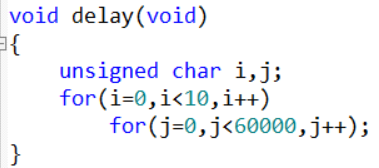 void delay(void)
{
    unsigned char i,j;
    for(i=0,i<10,i++)
        for(j=0,j<60000,j++);
}